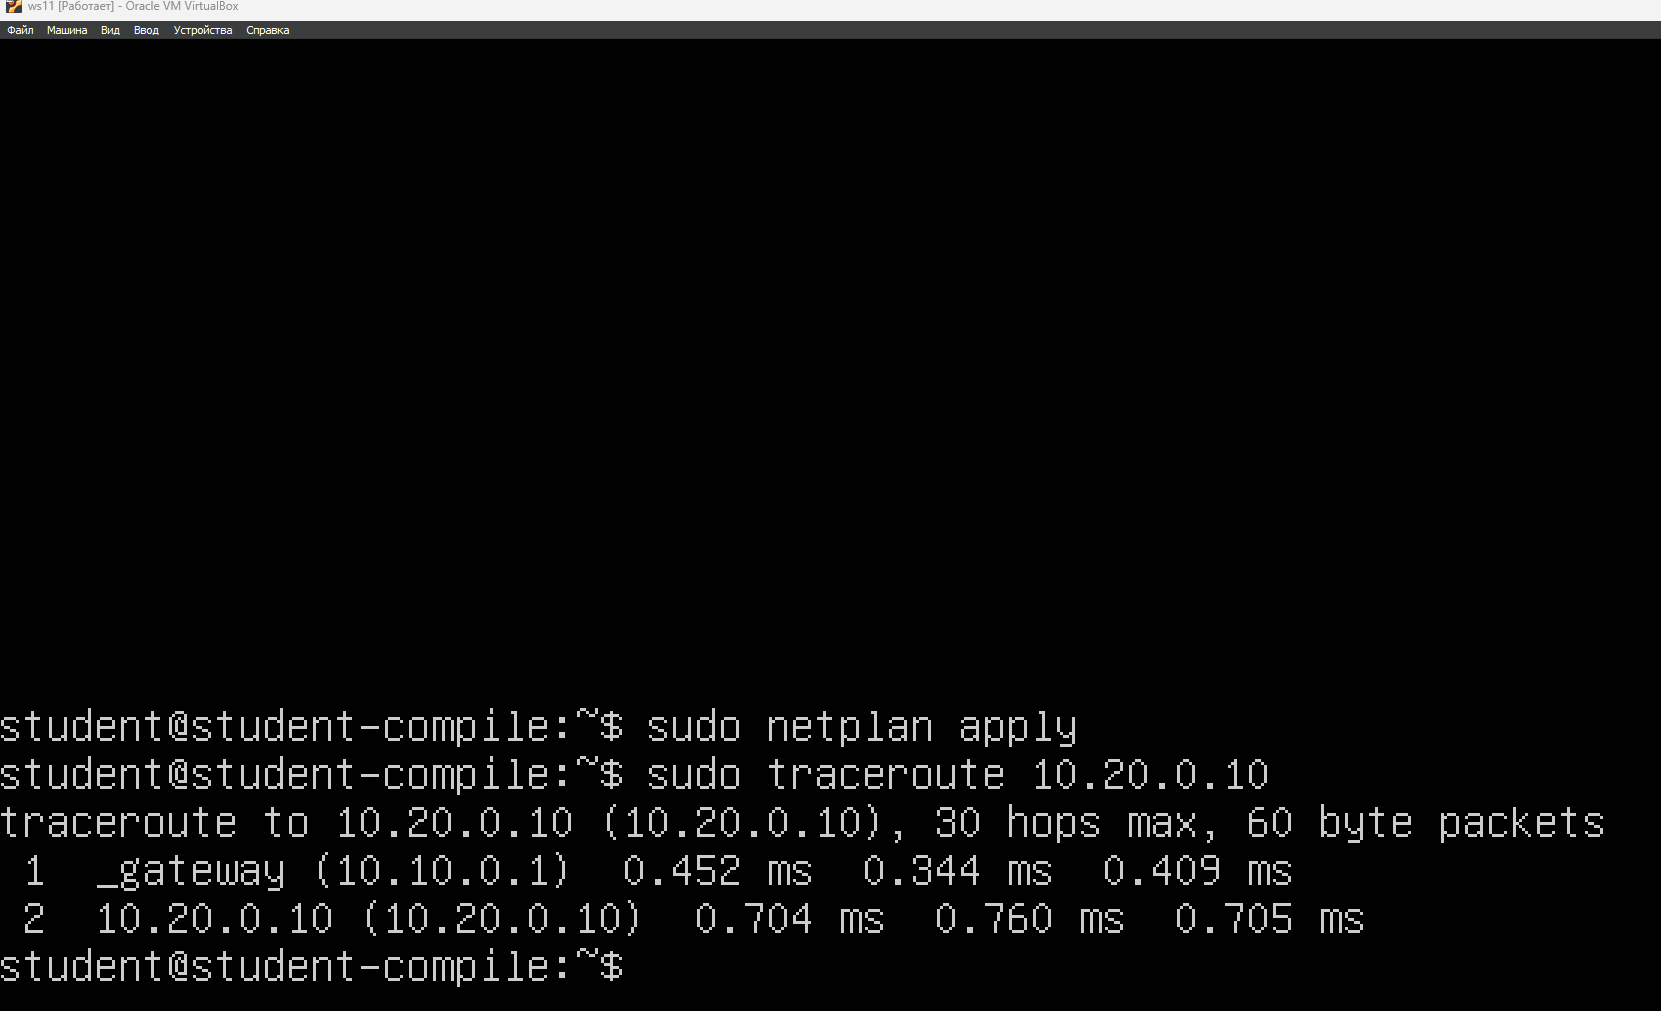 ws11 [Работает] - Oracle VM VirtualBox
Файл Машина Вид Ввод Устройства Справка
student@student-compile:~$ sudo netplan apply
student@student-compile:~$ sudo traceroute 10.20.0.10
traceroute to 10.20.0.10 (10.20.0.10), 30 hops max, 60 byte packets
 1  _gateway (10.10.0.1)  0.452 ms  0.344 ms  0.409 ms
 2  10.20.0.10 (10.20.0.10)  0.704 ms  0.760 ms  0.705 ms
student@student-compile:~$